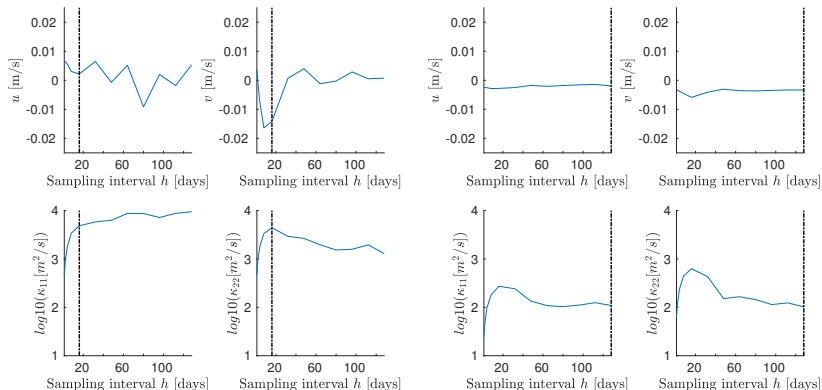 0.02
0.01
0
-0.01
-0.02
u [m/s]
20 60 100
Sampling interval h [days]
0.02
0.01
0
-0.01
-0.02
v [m/s]
20 60 100
Sampling interval h [days]
0.02
0.01
0
-0.01
-0.02
u [m/s]
20 60 100
Sampling interval h [days]
0.02
0.01
0
-0.01
-0.02
v [m/s]
20 60 100
Sampling interval h [days]
4
3
2
1
log10(κ₁₁[m²/s])
20 60 100
Sampling interval h [days]
4
3
2
1
log10(κ₂₂[m²/s])
20 60 100
Sampling interval h [days]
4
3
2
1
log10(κ₁₁[m²/s])
20 60 100
Sampling interval h [days]
4
3
2
1
log10(κ₂₂[m²/s])
20 60 100
Sampling interval h [days]